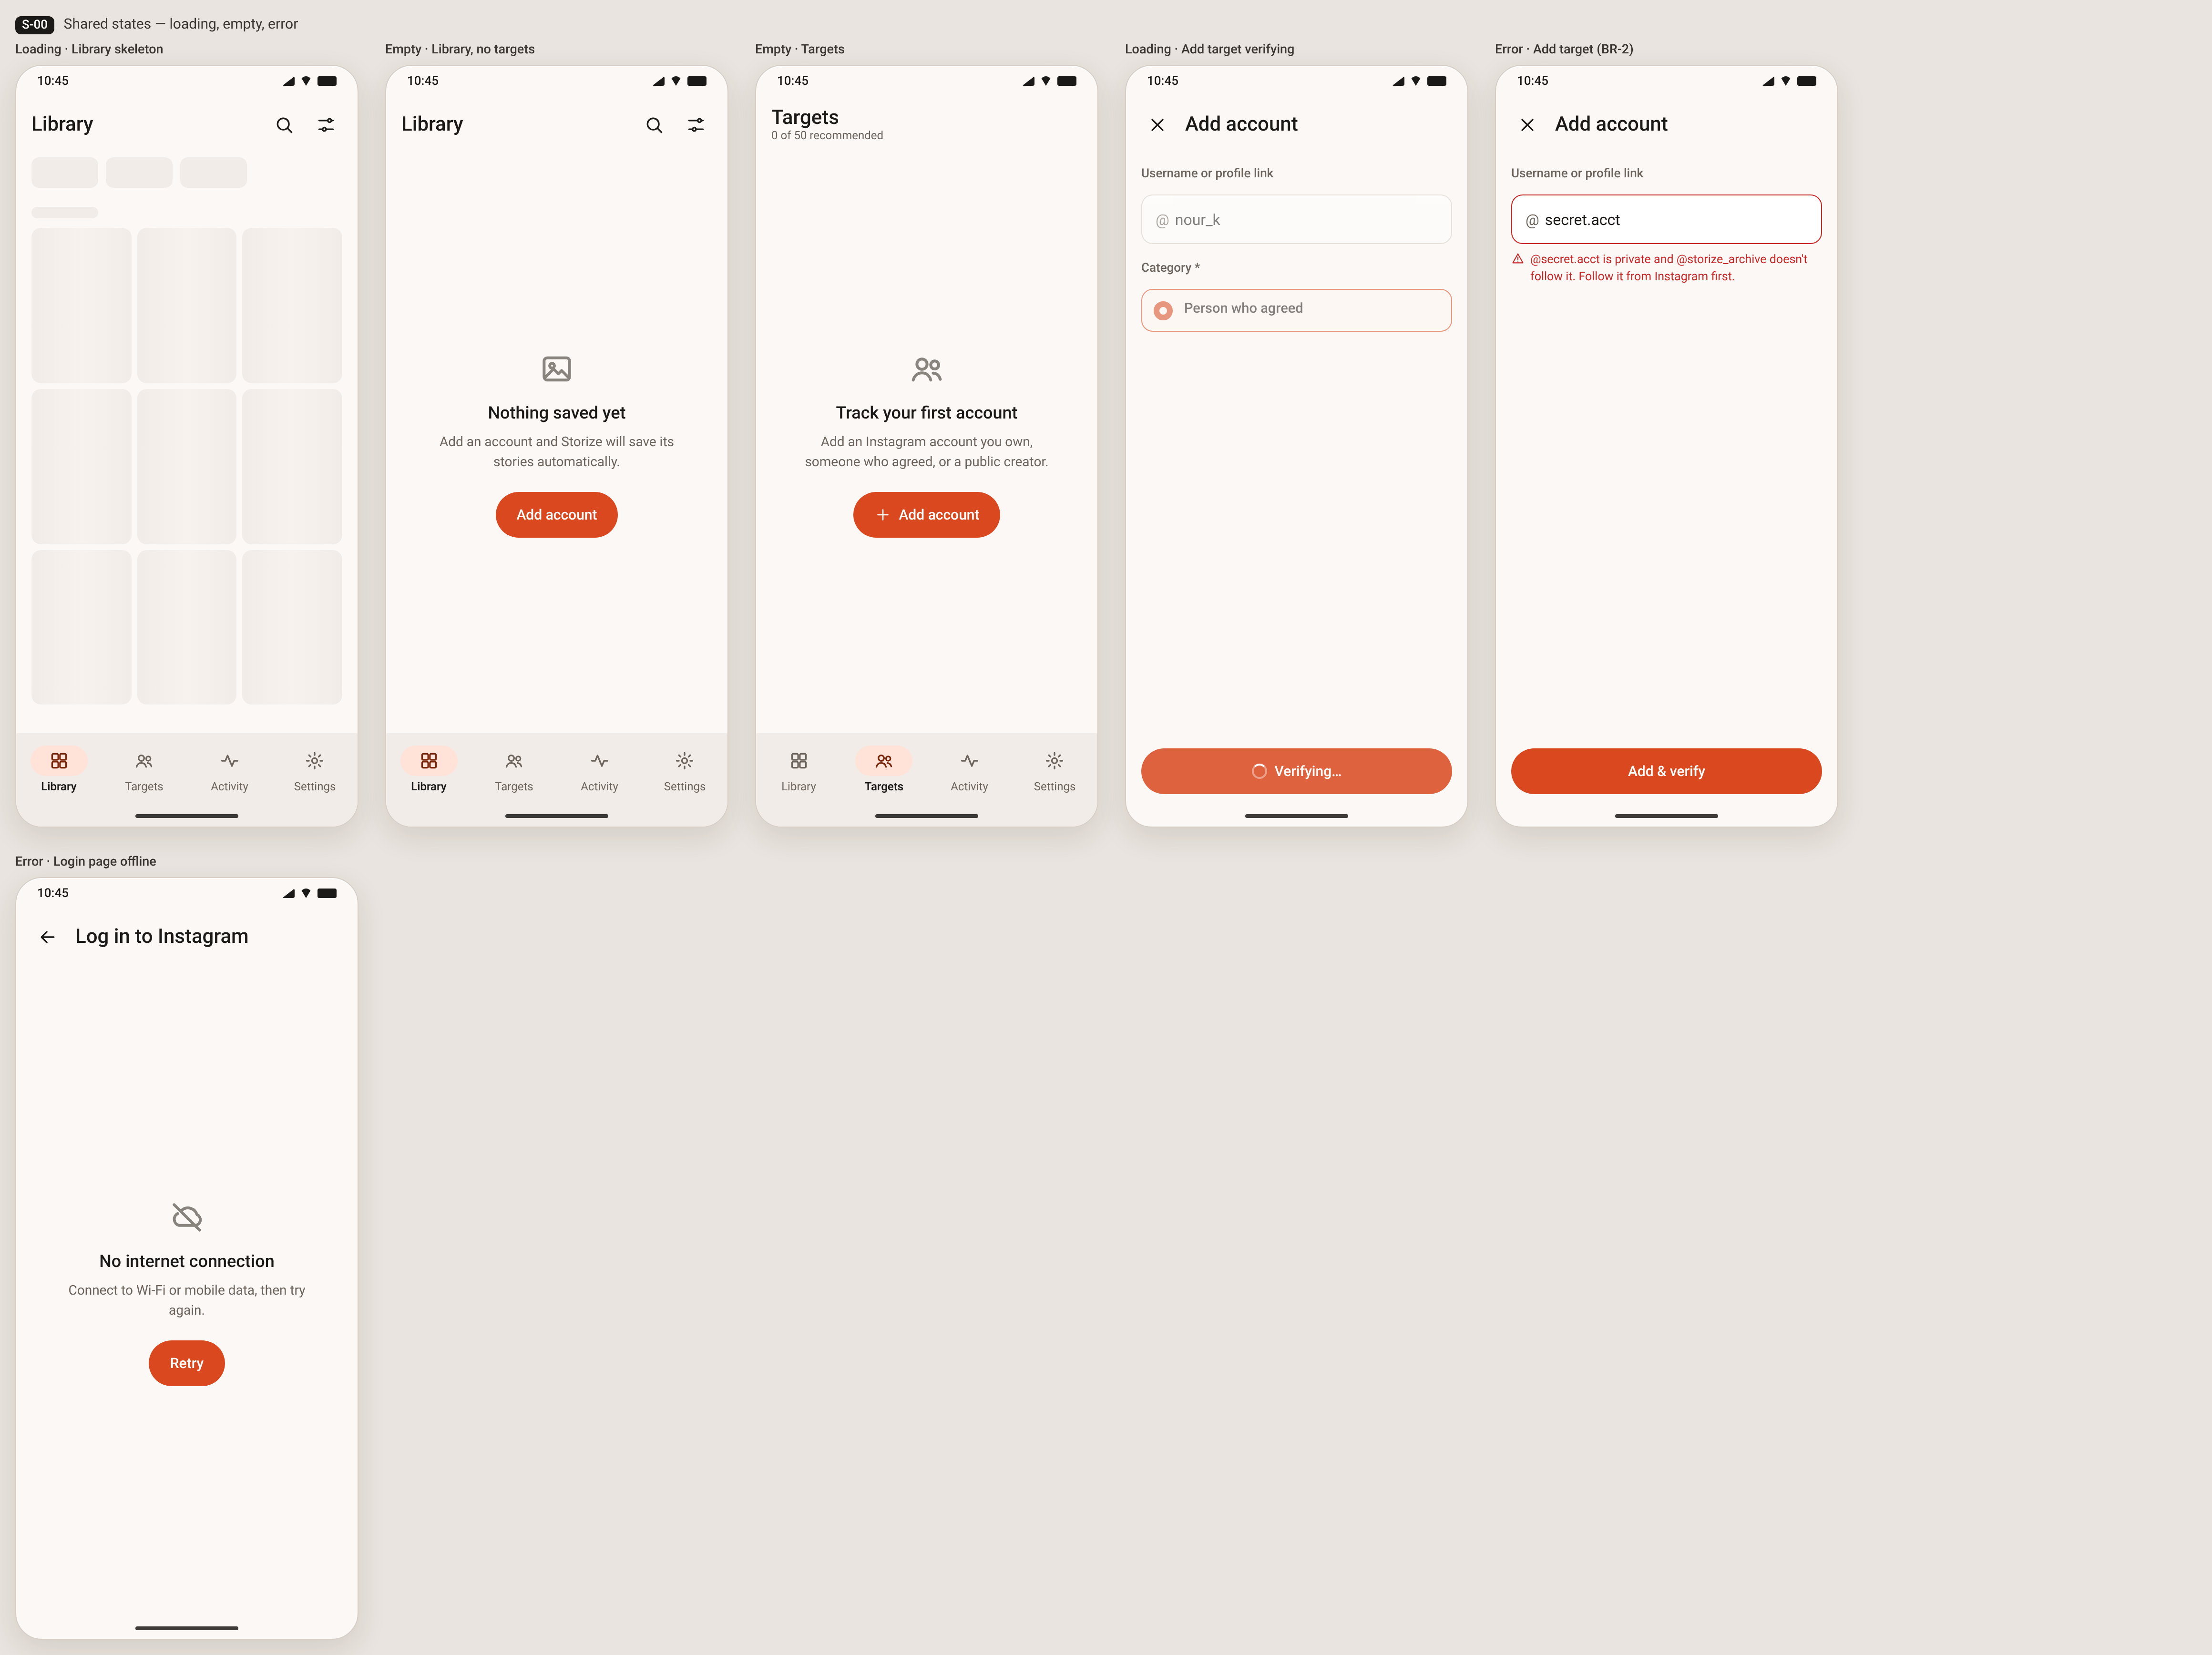 S-00 Shared states — loading, empty, error
Loading · Library skeleton
10:45
Library
Library Targets Activity Settings
Empty · Library, no targets
10:45
Library
Nothing saved yet
Add an account and Storize will save its
stories automatically.
Add account
Library Targets Activity Settings
Empty · Targets
10:45
Targets
0 of 50 recommended
Track your first account
Add an Instagram account you own,
someone who agreed, or a public creator.
Add account
Library Targets Activity Settings
Loading · Add target verifying
10:45
Add account
Username or profile link
@ nour_k
Category *
Person who agreed
Verifying…
Error · Add target (BR-2)
10:45
Add account
Username or profile link
@ secret.acct
@secret.acct is private and @storize_archive doesn't
follow it. Follow it from Instagram first.
Add & verify
Error · Login page offline
10:45
Log in to Instagram
No internet connection
Connect to Wi-Fi or mobile data, then try
again.
Retry